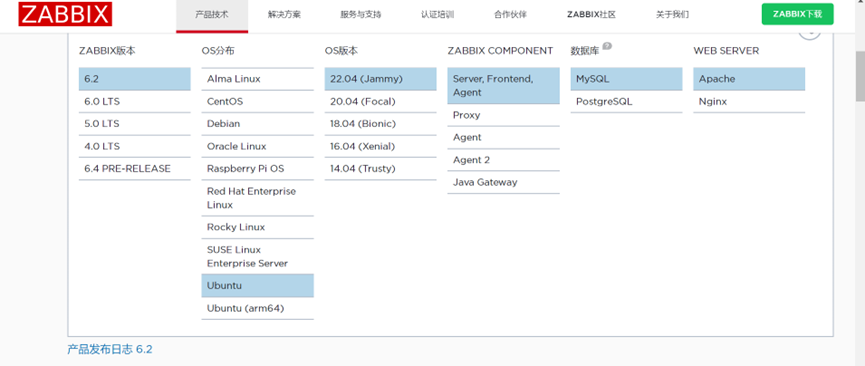 ZABBIX
产品技术 解决方案 服务与支持 认证培训 合作伙伴 ZABBIX社区 关于我们 ZABBIX下载
ZABBIX版本 OS分布 OS版本 ZABBIX COMPONENT 数据库 ? WEB SERVER
6.2
6.0 LTS
5.0 LTS
4.0 LTS
6.4 PRE-RELEASE
Alma Linux
CentOS
Debian
Oracle Linux
Raspberry Pi OS
Red Hat Enterprise
Linux
Rocky Linux
SUSE Linux
Enterprise Server
Ubuntu
Ubuntu (arm64)
22.04 (Jammy)
20.04 (Focal)
18.04 (Bionic)
16.04 (Xenial)
14.04 (Trusty)
Server, Frontend,
Agent
Proxy
Agent
Agent 2
Java Gateway
MySQL
PostgreSQL
Apache
Nginx
产品发布日志 6.2